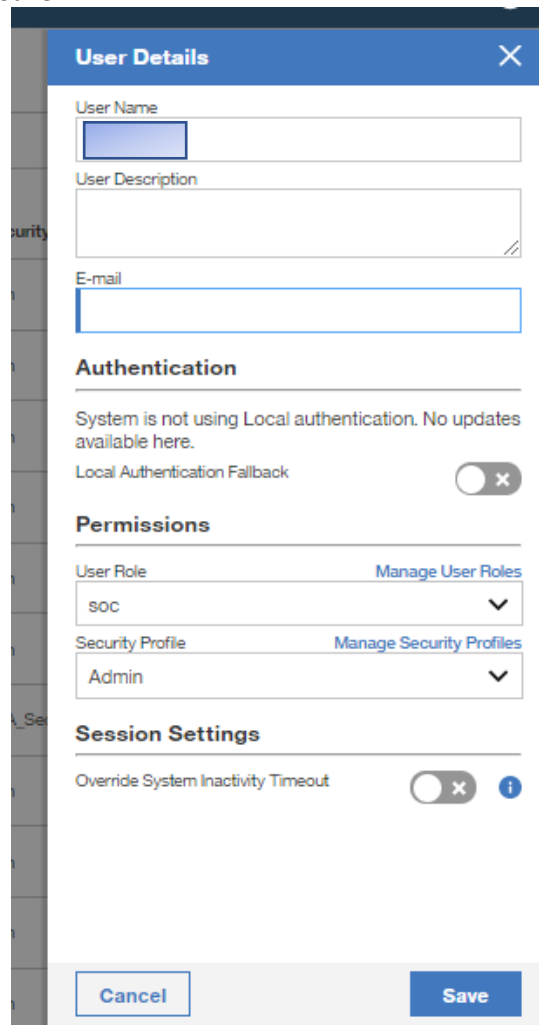 User Details
User Name
User Description
curity
E-mail
Authentication
System is not using Local authentication. No updates
available here.
Local Authentication Fallback
Permissions
User Role
Manage User Roles
soc
Security Profile
Manage Security Profiles
Admin
A_Sec
Session Settings
Override System Inactivity Timeout
Cancel
Save